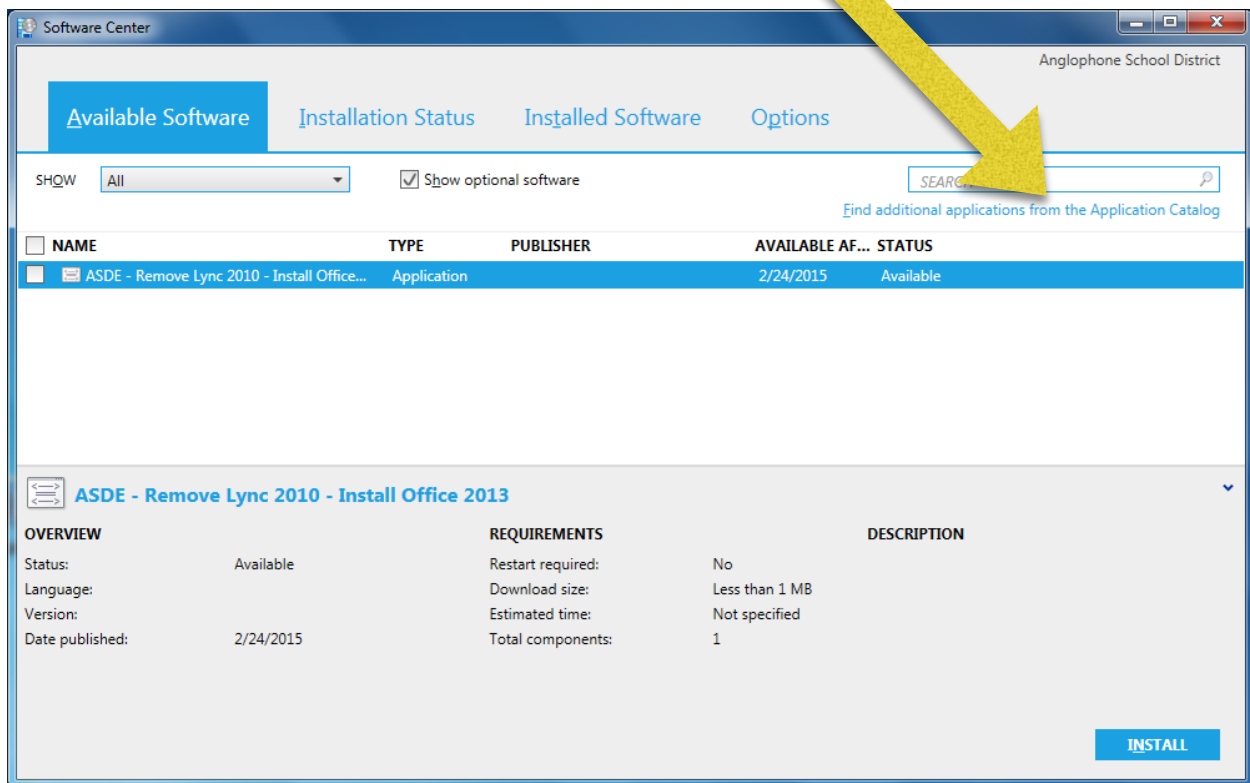 Software Center
Anglophone School District
Available Software Installation Status Installed Software Options
SHOW All Show optional software
Find additional applications from the Application Catalog
NAME TYPE PUBLISHER AVAILABLE AF... STATUS
ASDE - Remove Lync 2010 - Install Office... Application 2/24/2015 Available
ASDE - Remove Lync 2010 - Install Office 2013
OVERVIEW REQUIREMENTS DESCRIPTION
Status: Available Restart required: No
Language: Download size: Less than 1 MB
Version: Estimated time: Not specified
Date published: 2/24/2015 Total components: 1
INSTALL